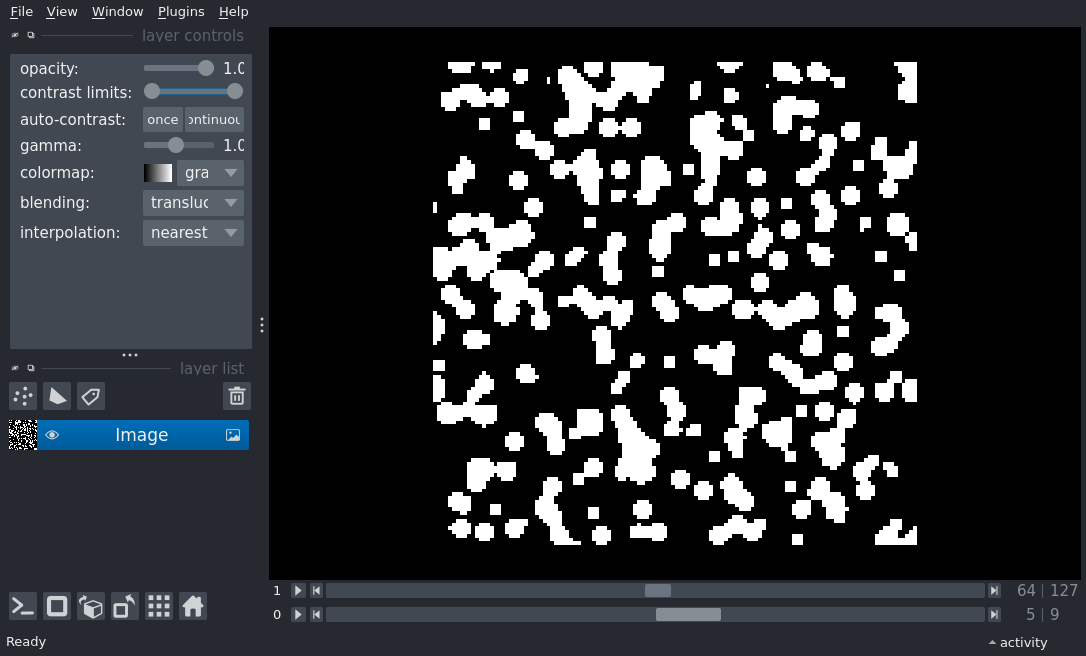 File View Window Plugins Help
layer controls
opacity: 1.0
contrast limits:
auto-contrast: once ontinuou
gamma: 1.0
colormap: gra
blending: transluc
interpolation: nearest
layer list
Image
1 64 127
0 5 9
Ready activity